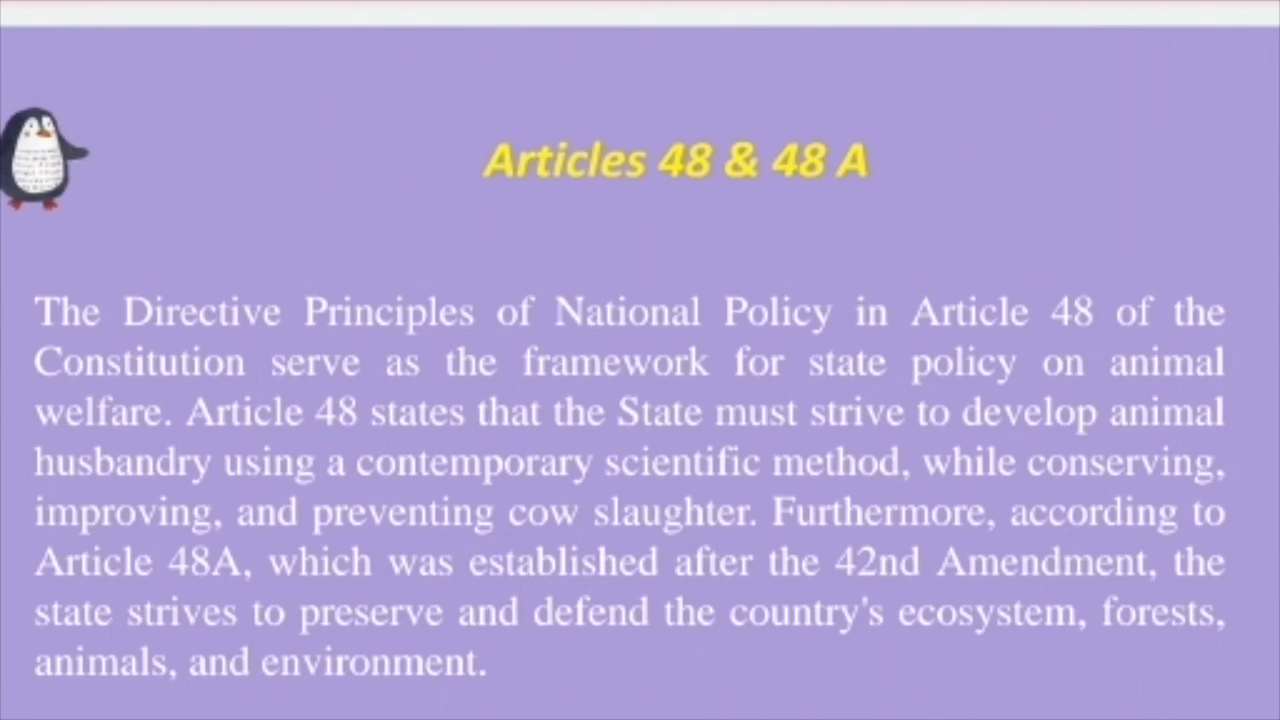 Articles 48 & 48 A
The Directive Principles of National Policy in Article 48 of the
Constitution serve as the framework for state policy on animal
welfare. Article 48 states that the State must strive to develop animal
husbandry using a contemporary scientific method, while conserving,
improving, and preventing cow slaughter. Furthermore, according to
Article 48A, which was established after the 42nd Amendment, the
state strives to preserve and defend the country's ecosystem, forests,
animals, and environment.